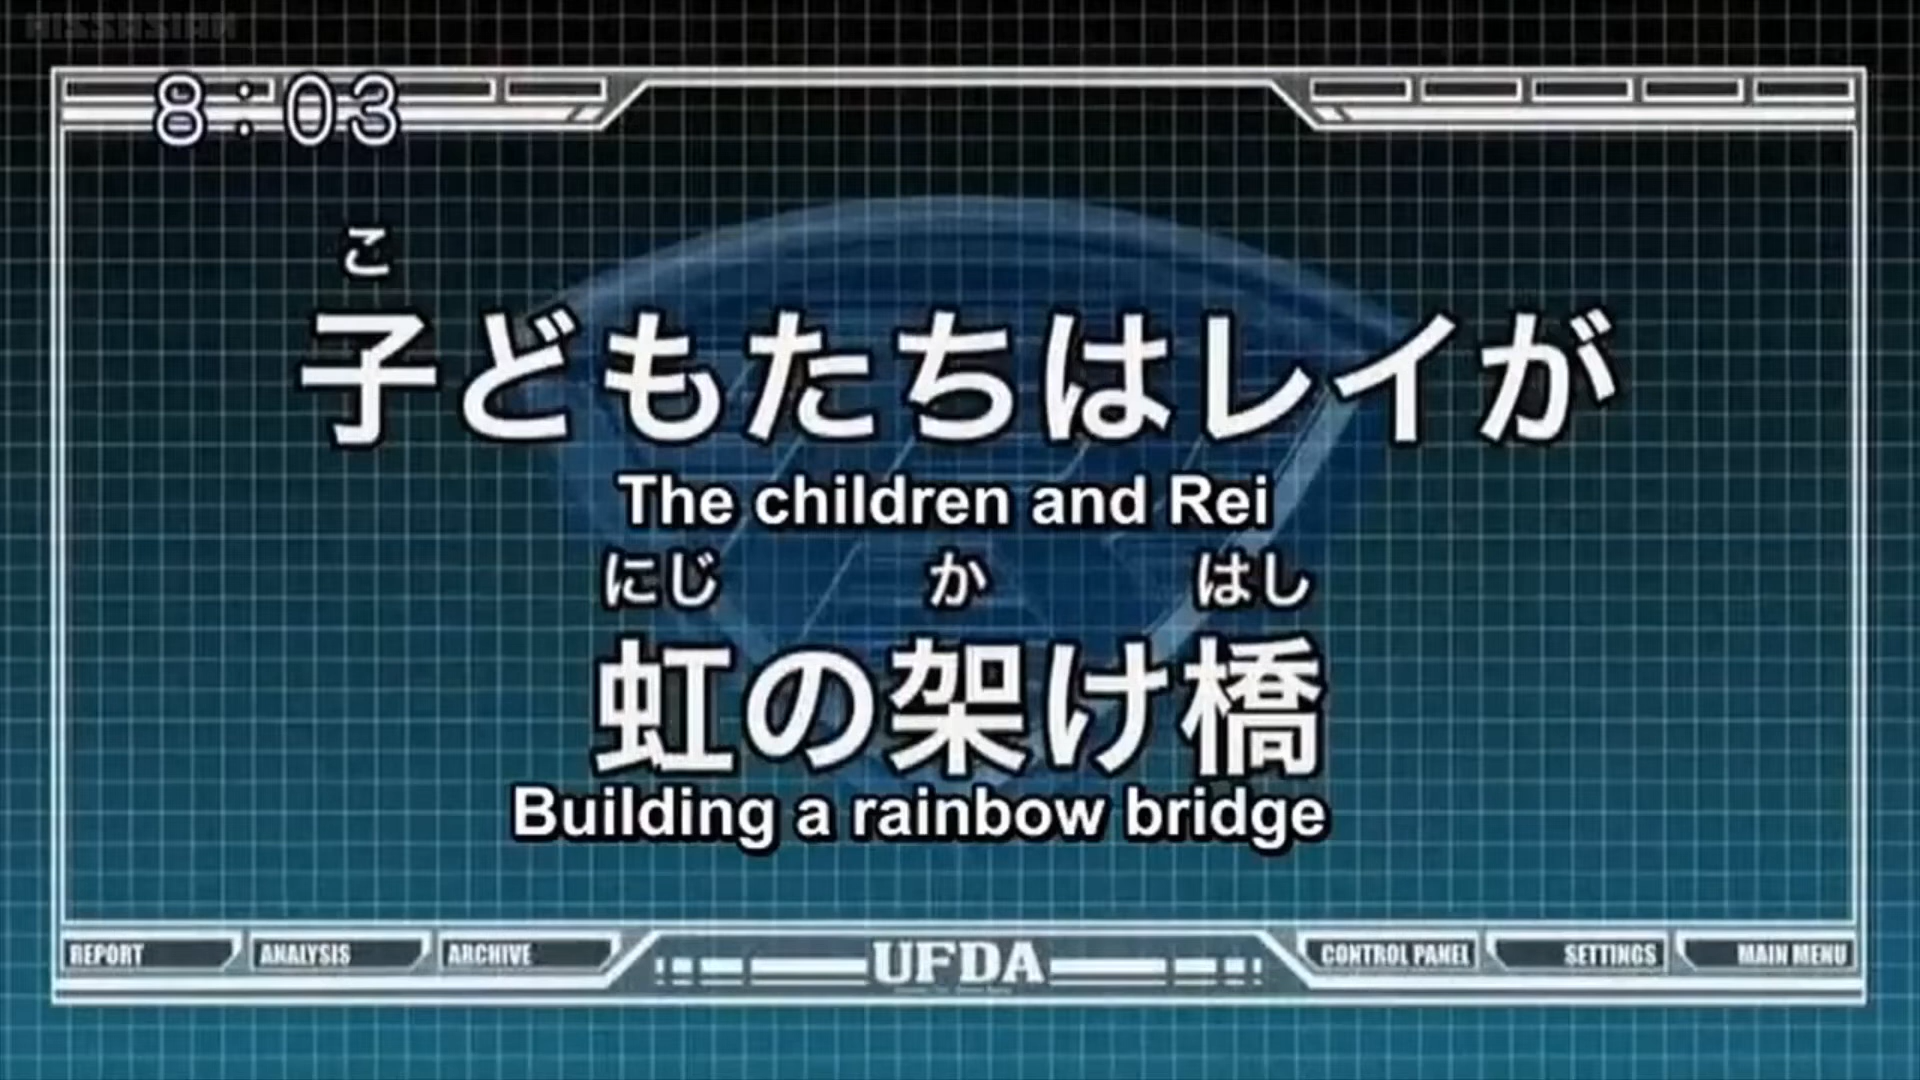 KISSASIAN
8:03
こ
子どもたちはレイが
The children and Rei
にじ か はし
虹の架け橋
Building a rainbow bridge
REPORT ANALYSIS ARCHIVE UFDA CONTROL PANEL SETTINGS MAIN MENU